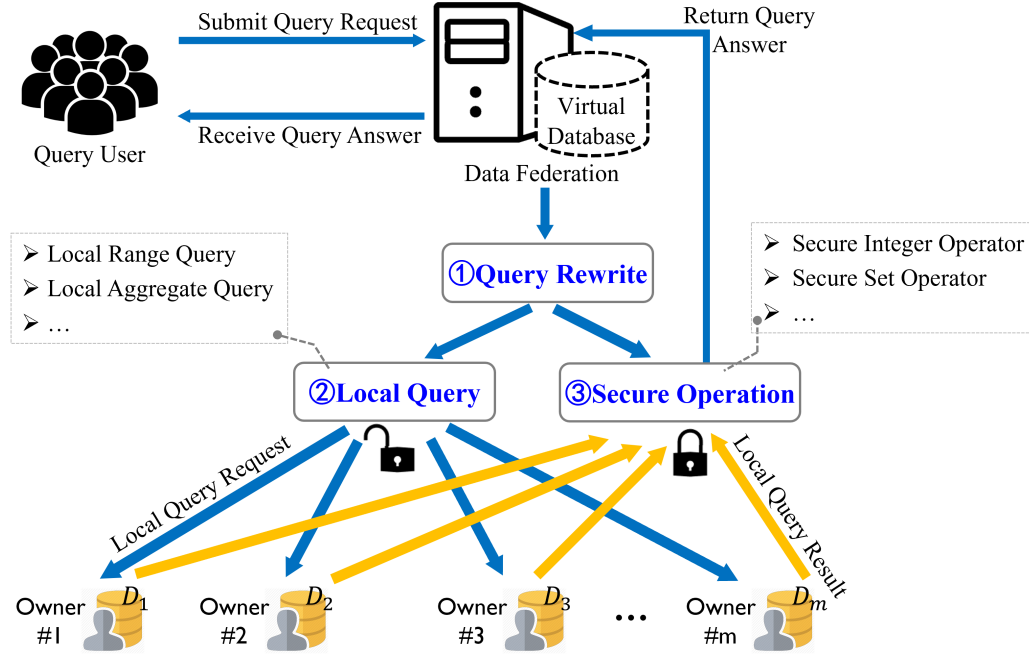 Submit Query Request
Return Query
Answer
Virtual
Database
Receive Query Answer
Query User
Data Federation
➢ Local Range Query
➢ Local Aggregate Query
➢ …
①Query Rewrite
➢ Secure Integer Operator
➢ Secure Set Operator
➢ …
②Local Query
③Secure Operation
Local Query Request
Local Query Result
Owner
#1
D1
Owner
#2
D2
Owner
#3
D3
…
Owner
#m
Dm